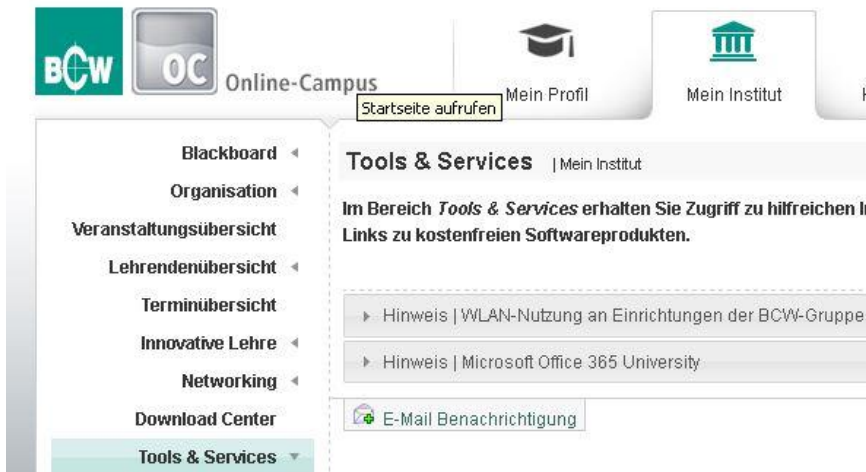 BCW
OC
Online-Campus
Startseite aufrufen
Mein Profil
Mein Institut
Blackboard
Organisation
Veranstaltungsübersicht
Lehrendenübersicht
Terminübersicht
Innovative Lehre
Networking
Download Center
Tools & Services
Tools & Services | Mein Institut
Im Bereich Tools & Services erhalten Sie Zugriff zu hilfreichen
Links zu kostenfreien Softwareprodukten.
Hinweis | WLAN-Nutzung an Einrichtungen der BCW-Gruppe
Hinweis | Microsoft Office 365 University
E-Mail Benachrichtigung